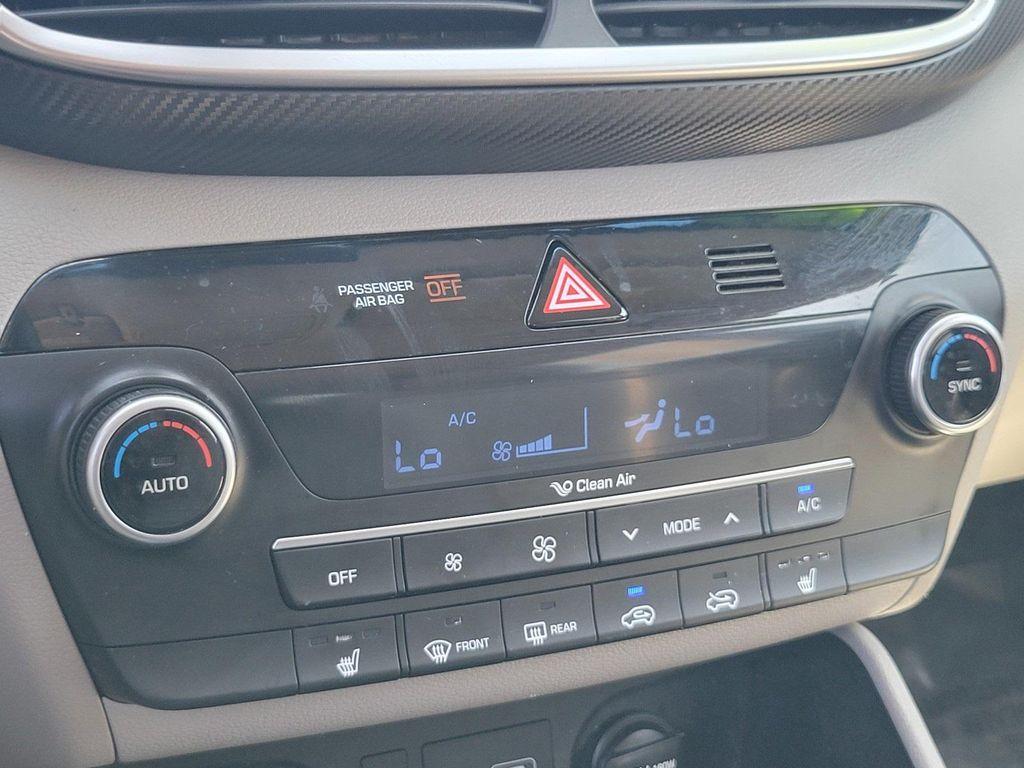 PASSENGER
AIR BAG
OFF
A/C
Lo
Lo
Clean Air
AUTO
SYNC
OFF
MODE
A/C
FRONT
REAR